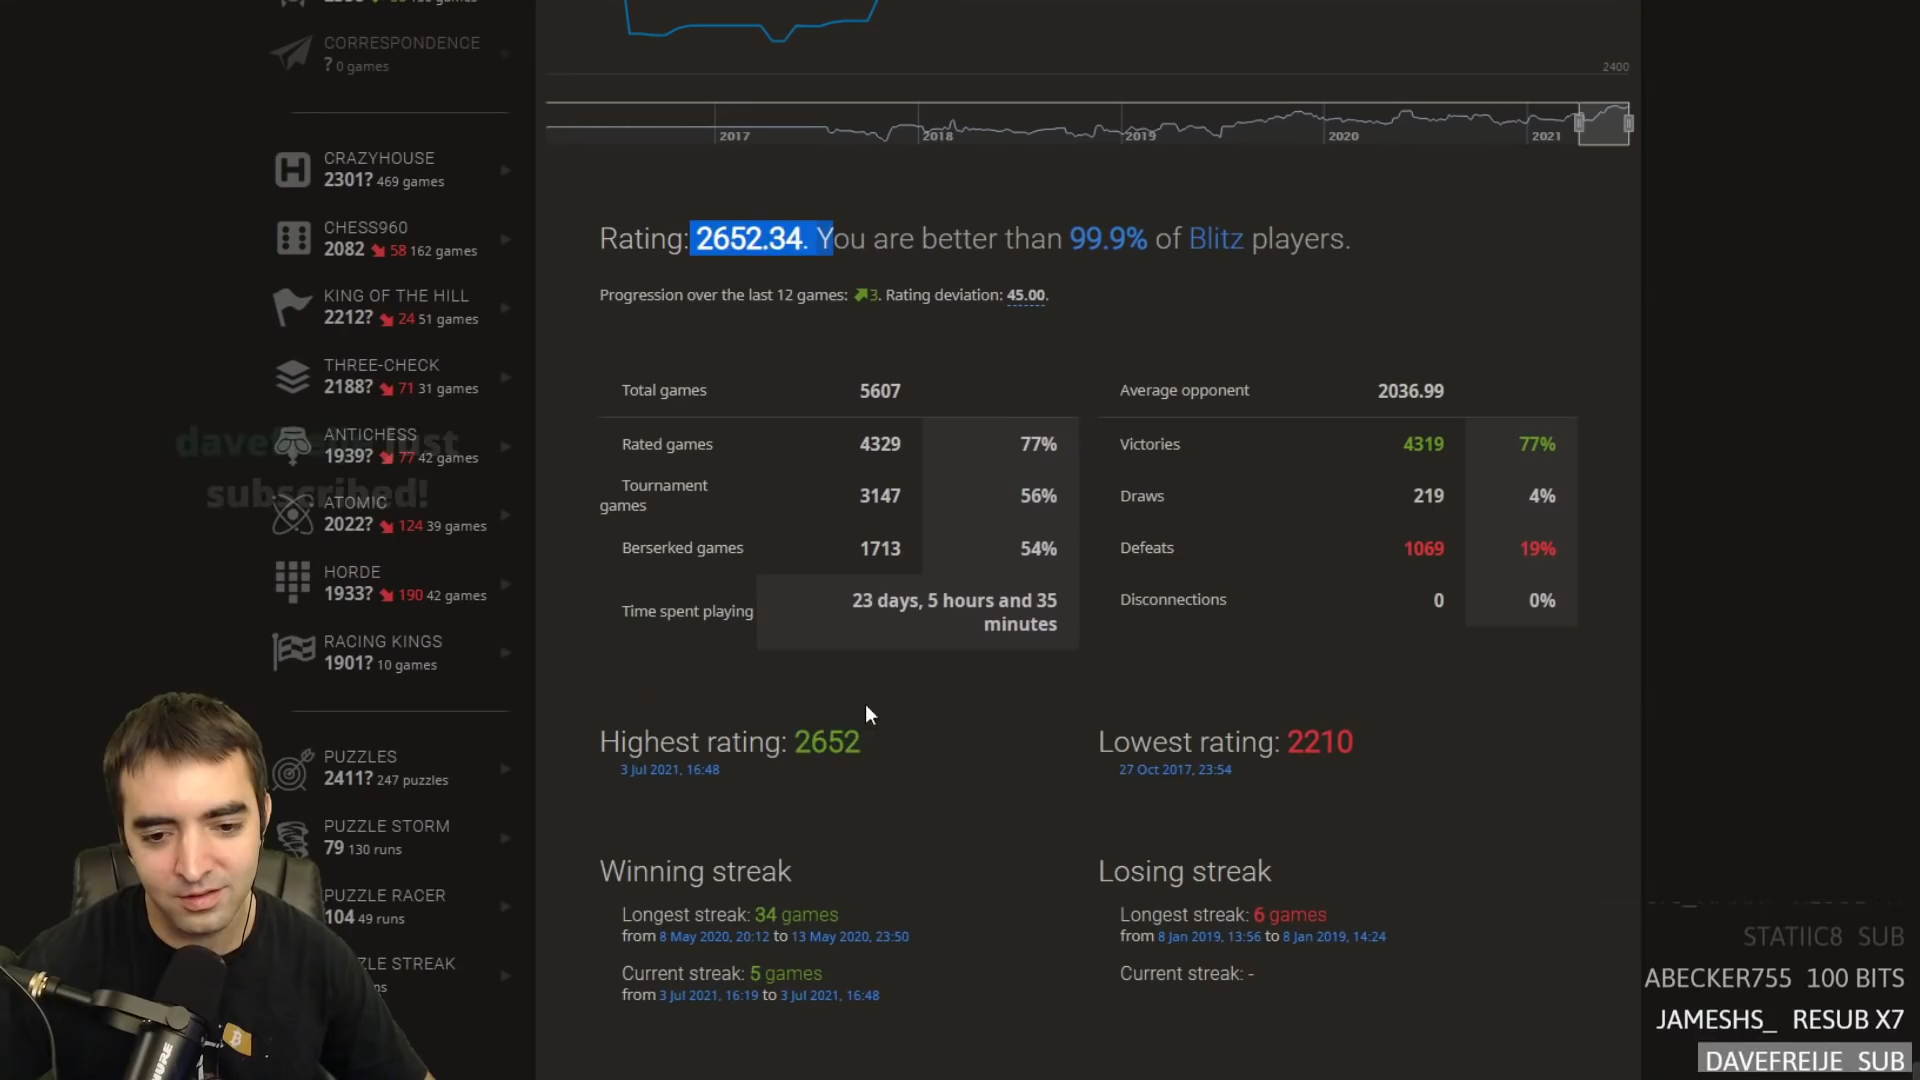 CORRESPONDENCE
? 0 games
CRAZYHOUSE
2301? 469 games
CHESS960
2082 58 162 games
KING OF THE HILL
2212? 24 51 games
THREE-CHECK
2188? 71 31 games
ANTICHESS
1939? 77 42 games
ATOMIC
2022? 124 39 games
HORDE
1933? 190 42 games
RACING KINGS
1901? 10 games
PUZZLES
2411? 247 puzzles
PUZZLE STORM
79 130 runs
PUZZLE RACER
104 49 runs
ZLE STREAK
just
subscribed!
2400
2017 2018 2019 2020 2021
Rating: 2652.34. You are better than 99.9% of Blitz players.
Progression over the last 12 games: 3. Rating deviation: 45.00.
Total games 5607
Rated games 4329 77%
Tournament
games 3147 56%
Berserked games 1713 54%
Time spent playing 23 days, 5 hours and 35
minutes
Average opponent 2036.99
Victories 4319 77%
Draws 219 4%
Defeats 1069 19%
Disconnections 0 0%
Highest rating: 2652
3 Jul 2021, 16:48
Lowest rating: 2210
27 Oct 2017, 23:54
Winning streak
Longest streak: 34 games
from 8 May 2020, 20:12 to 13 May 2020, 23:50
Current streak: 5 games
from 3 Jul 2021, 16:19 to 3 Jul 2021, 16:48
Losing streak
Longest streak: 6 games
from 8 Jan 2019, 13:56 to 8 Jan 2019, 14:24
Current streak: -
STATIIC8 SUB
ABECKER755 100 BITS
JAMESHS_ RESUB X7
DAVEFREIJE SUB